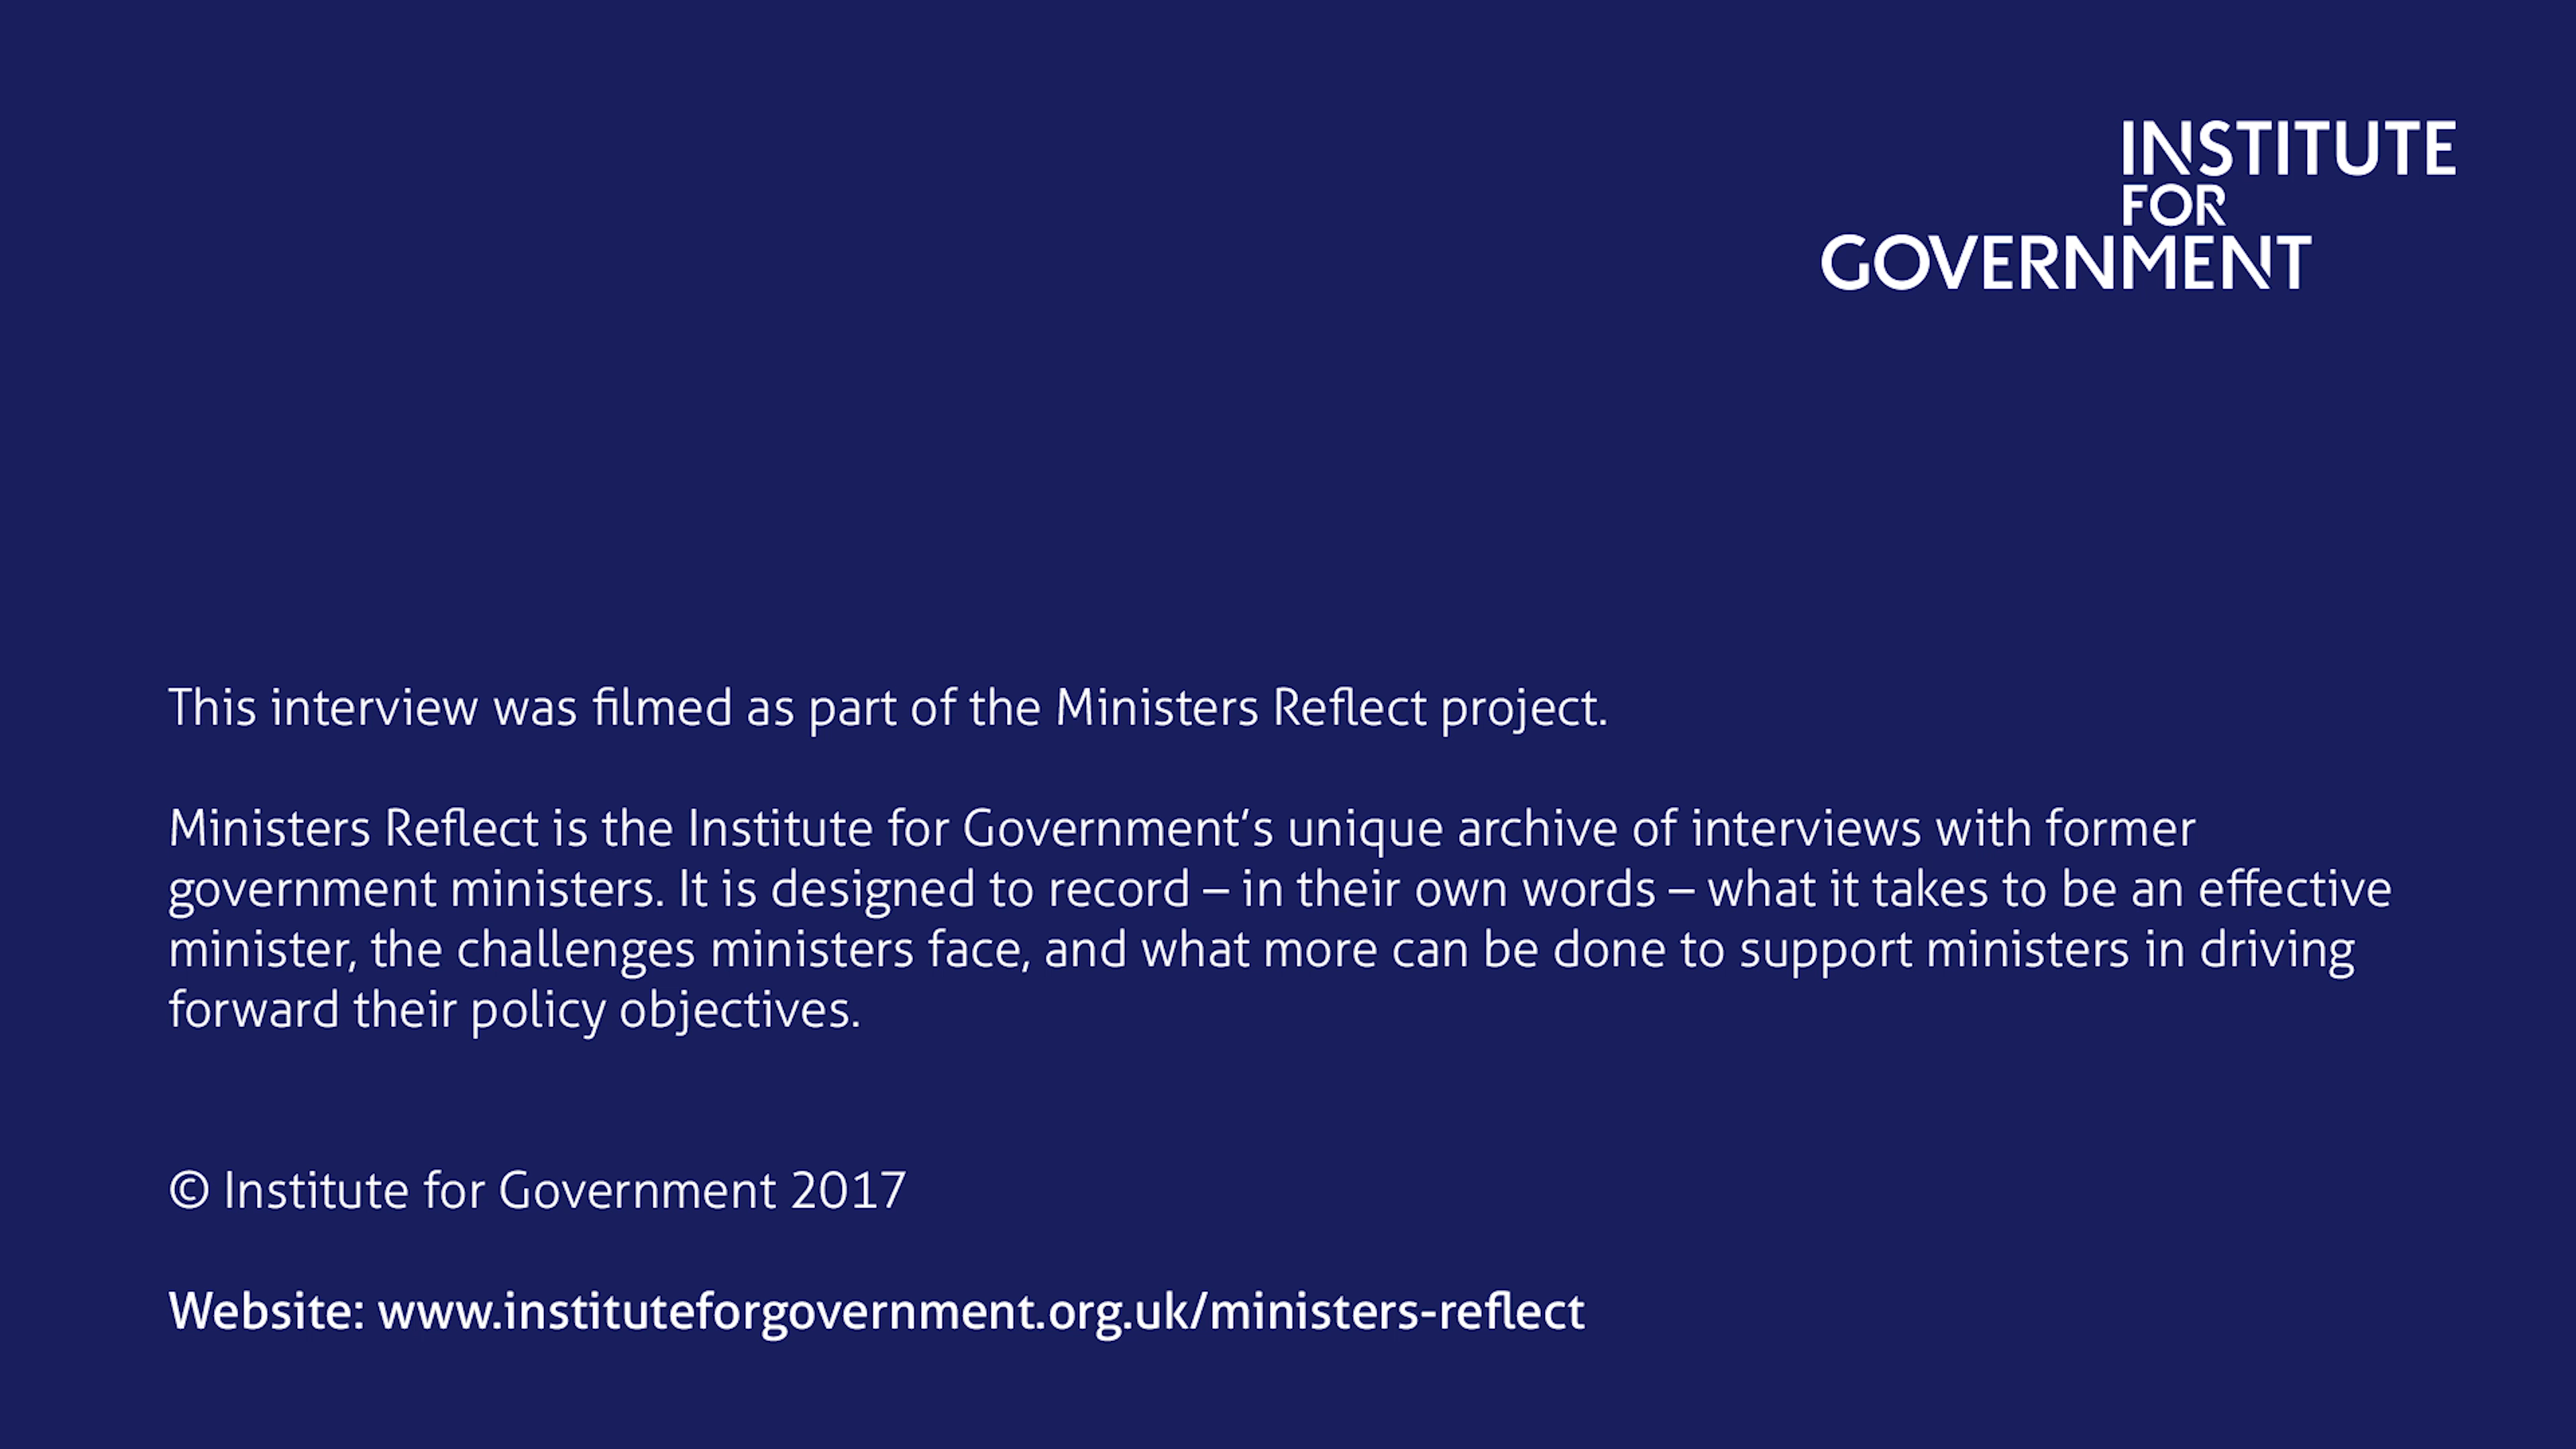 INSTITUTE
FOR
GOVERNMENT
This interview was filmed as part of the Ministers Reflect project.
Ministers Reflect is the Institute for Government’s unique archive of interviews with former
government ministers. It is designed to record – in their own words – what it takes to be an effective
minister, the challenges ministers face, and what more can be done to support ministers in driving
forward their policy objectives.
© Institute for Government 2017
Website: www.instituteforgovernment.org.uk/ministers-reflect